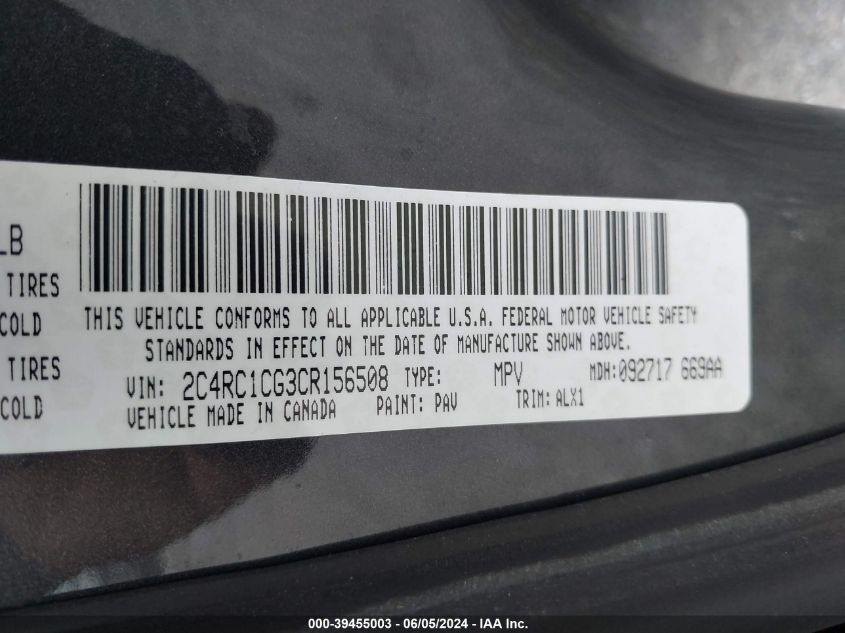 LB
TIRES
COLD
THIS VEHICLE CONFORMS TO ALL APPLICABLE U.S.A. FEDERAL MOTOR VEHICLE SAFETY
STANDARDS IN EFFECT ON THE DATE OF MANUFACTURE SHOWN ABOVE.
TIRES
COLD
VIN: 2C4RC1CG3CR156508 TYPE: MPV MDH:092717 669AA
VEHICLE MADE IN CANADA PAINT: PAV TRIM: ALX1
000-39455003 - 06/05/2024 - IAA Inc.